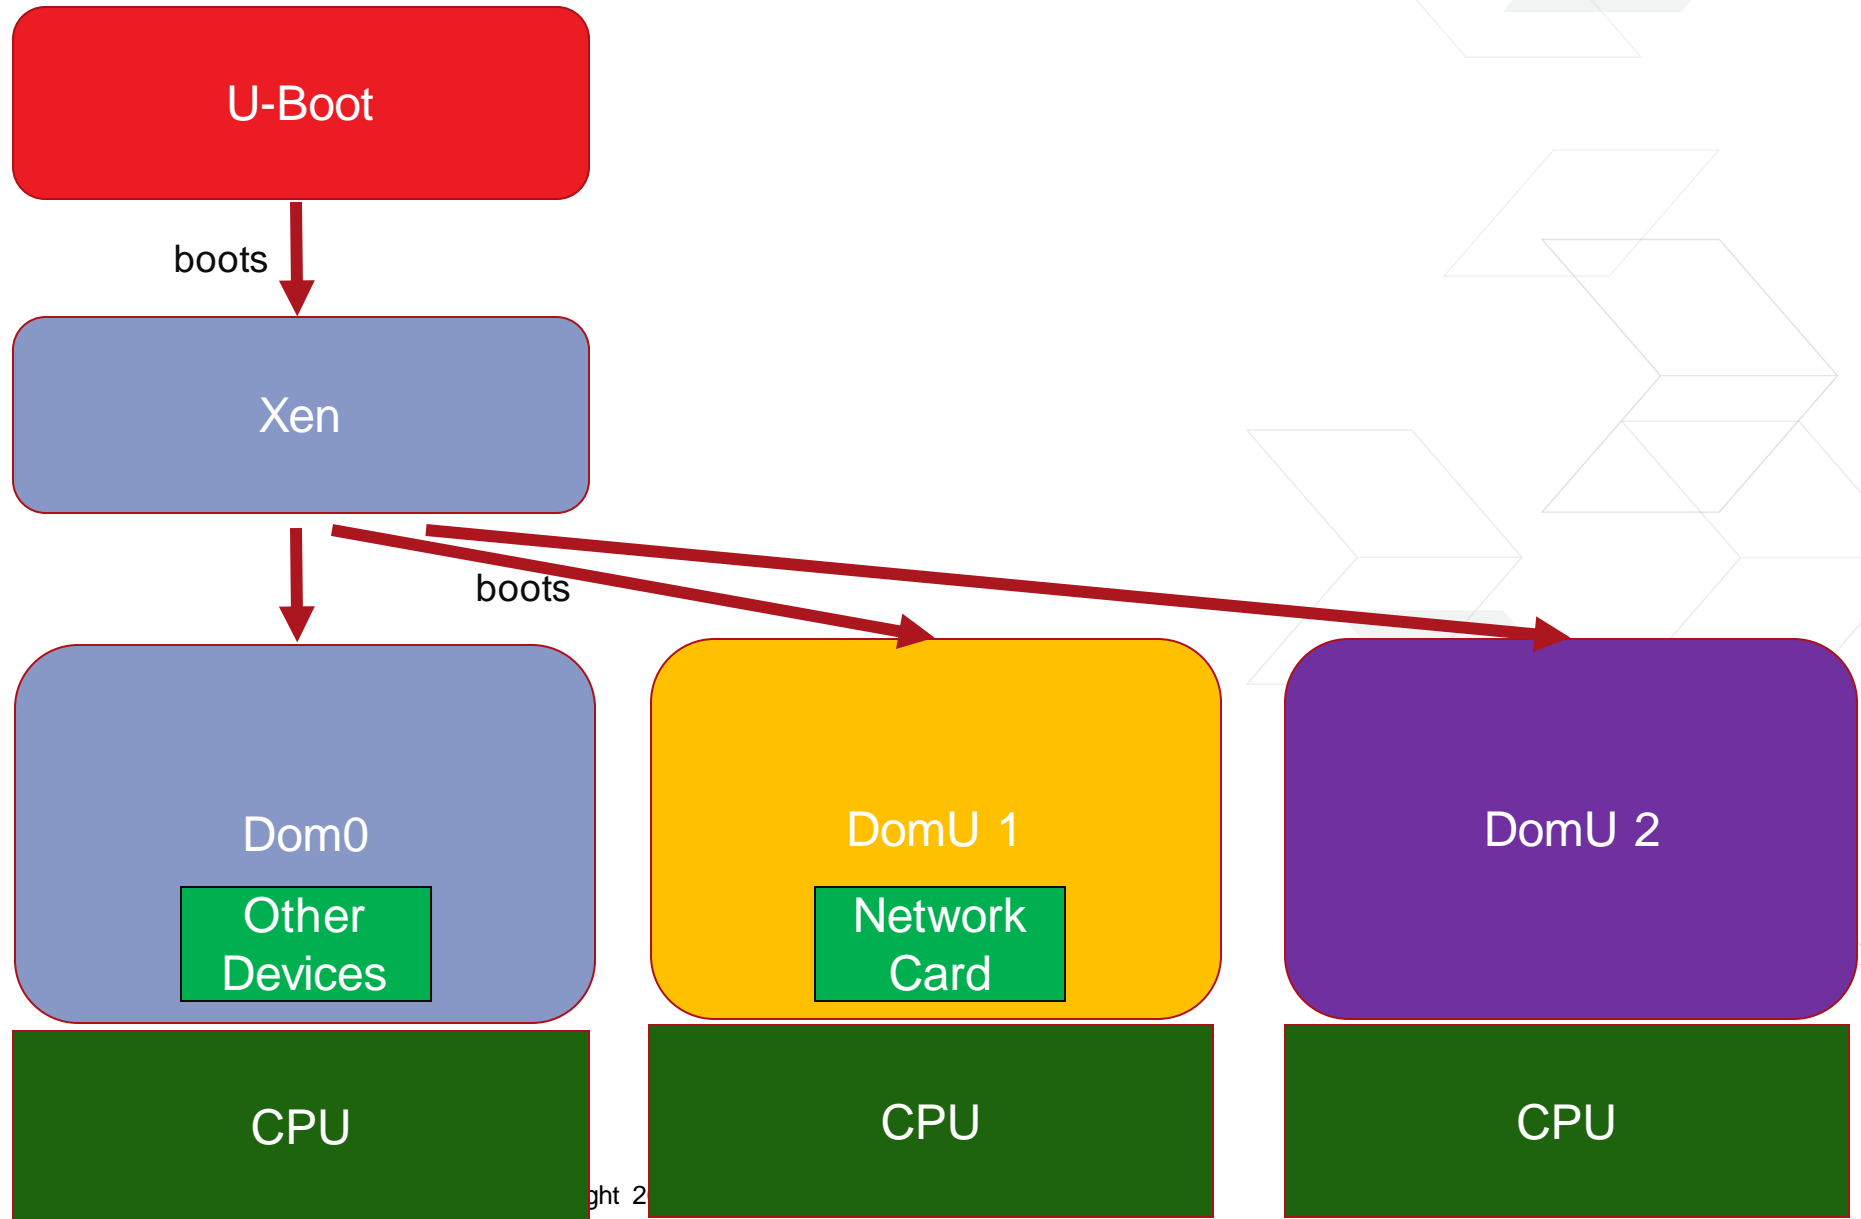 U-Boot
boots
Xen
boots
Dom0
DomU 1
DomU 2
Other
Devices
Network
Card
CPU
CPU
CPU